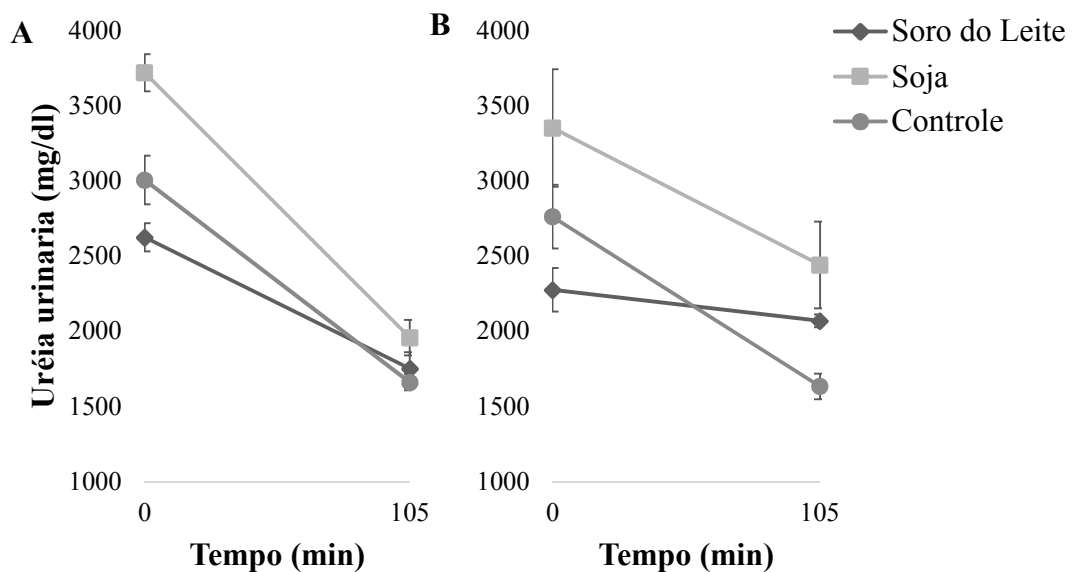 A
4000
3500
3000
2500
2000
1500
1000
Uréia urinaria (mg/dl)
0
105
Tempo (min)
B
4000
3500
3000
2500
2000
1500
1000
0
105
Tempo (min)
Soro do Leite
Soja
Controle